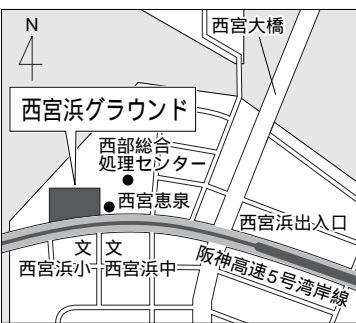 N
西宮大橋
西宮浜グラウンド
西部総合
処理センター
西宮恵泉
西宮浜出入口
文 文
西宮浜小 西宮浜中
阪神高速5号湾岸線